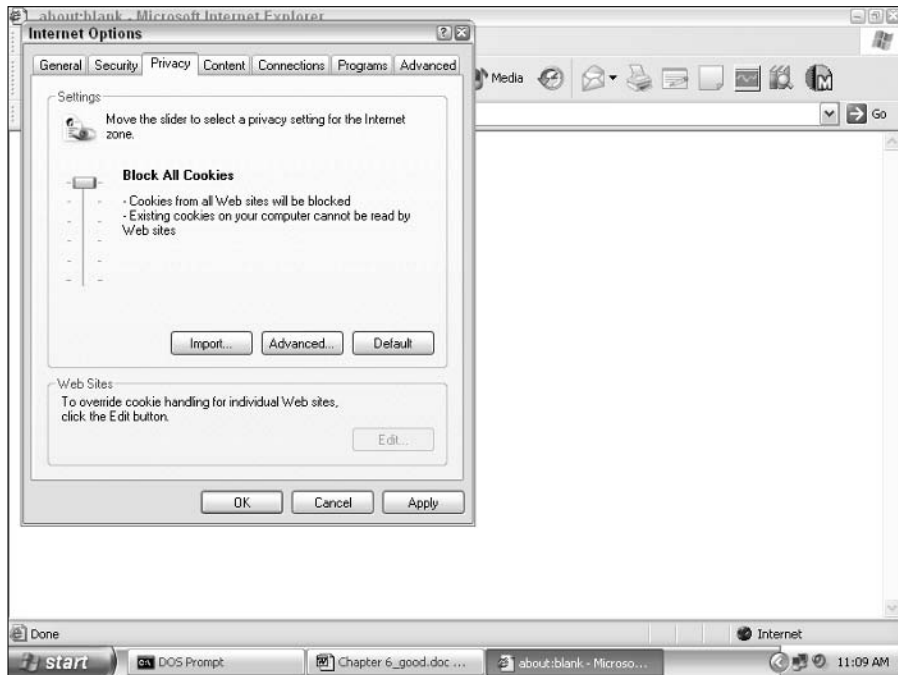 about:blank - Microsoft Internet Explorer
Internet Options
General Security Privacy Content Connections Programs Advanced
Media
Go
Settings
Move the slider to select a privacy setting for the Internet
zone.
Block All Cookies
- Cookies from all Web sites will be blocked
- Existing cookies on your computer cannot be read by
Web sites
Import... Advanced... Default
Web Sites
To override cookie handling for individual Web sites,
click the Edit button.
Edit...
OK Cancel Apply
Done
Internet
start
DOS Prompt
Chapter 6_good.doc ...
about:blank - Microso...
11:09 AM